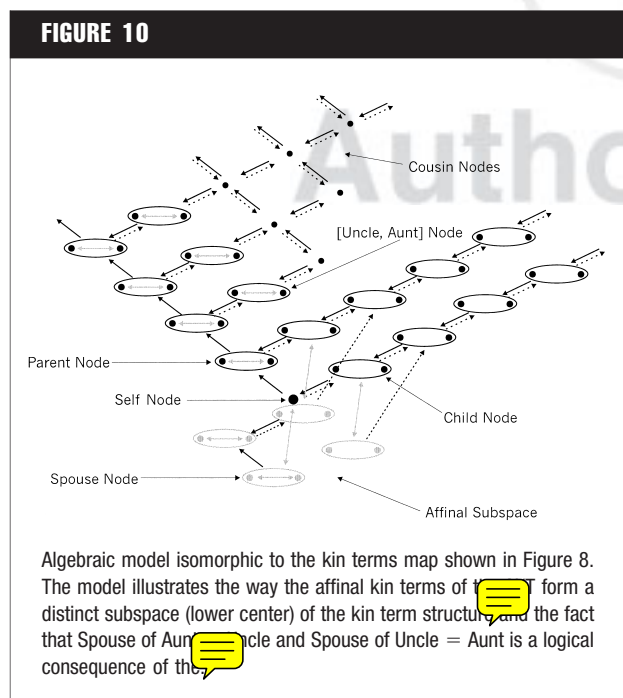 FIGURE 10
Autho
Cousin Nodes
[Uncle, Aunt] Node
Parent Node
Self Node
Child Node
Spouse Node
Affinal Subspace
Algebraic model isomorphic to the kin terms map shown in Figure 8.
The model illustrates the way the affinal kin terms of T form a
distinct subspace (lower center) of the kin term structure and the fact
that Spouse of Aunt Uncle and Spouse of Uncle = Aunt is a logical
consequence of the